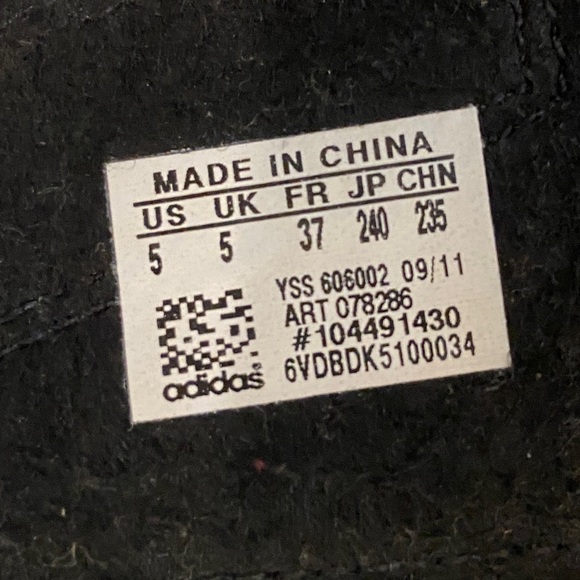 MADE IN CHINA
US UK FR JP CHN
5 5 37 240 235
YSS 606002 09/11
ART 078286
#104491430
6VDBDK5100034
adidas